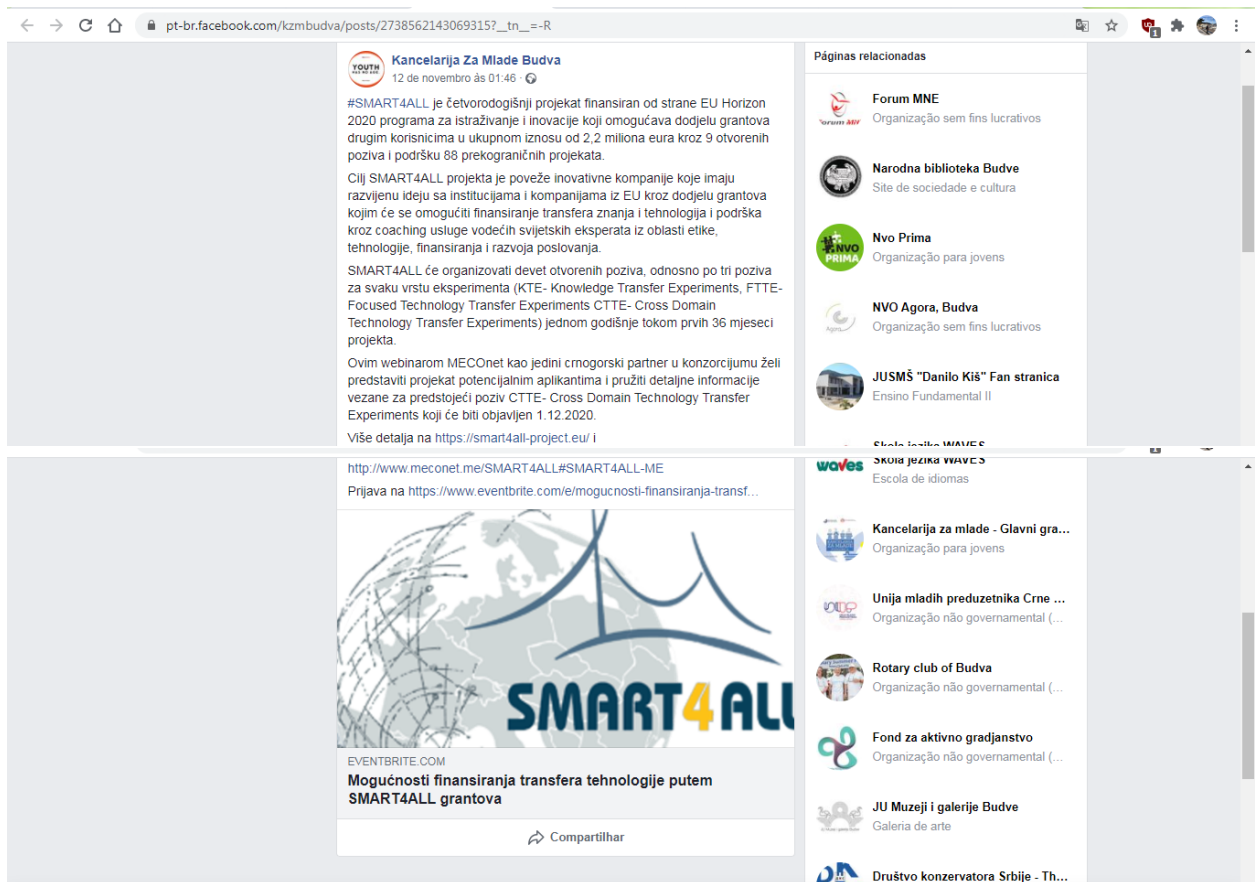 pt-br.facebook.com/kzmbudva/posts/2738562143069315?_tn_=-R
1
YOUTH
HAS NO AGE
Kancelarija Za Mlade Budva
12 de novembro às 01:46 ·
#SMART4ALL je četvorodogišnji projekat finansiran od strane EU Horizon
2020 programa za istraživanje i inovacije koji omogućava dodjelu grantova
drugim korisnicima u ukupnom iznosu od 2,2 miliona eura kroz 9 otvorenih
poziva i podršku 88 prekograničnih projekata.
Cilj SMART4ALL projekta je poveže inovativne kompanije koje imaju
razvijenu ideju sa institucijama i kompanijama iz EU kroz dodjelu grantova
kojim će se omogućiti finansiranje transfera znanja i tehnologija i podrška
kroz coaching usluge vodećih svijetskih eksperata iz oblasti etike,
tehnologije, finansiranja i razvoja poslovanja.
SMART4ALL će organizovati devet otvorenih poziva, odnosno po tri poziva
za svaku vrstu eksperimenta (KTE- Knowledge Transfer Experiments, FTTE-
Focused Technology Transfer Experiments CTTE- Cross Domain
Technology Transfer Experiments) jednom godišnje tokom prvih 36 mjeseci
projekta.
Ovim webinarom MECOnet kao jedini crnogorski partner u konzorcijumu želi
predstaviti projekat potencijalnim aplikantima i pružiti detaljne informacije
vezane za predstojeći poziv CTTE- Cross Domain Technology Transfer
Experiments koji će biti objavljen 1.12.2020.
Više detalja na https://smart4all-project.eu/ i
http://www.meconet.me/SMART4ALL#SMART4ALL-ME
Prijava na https://www.eventbrite.com/e/mogucnosti-finansiranja-transf…
SMART4ALL
EVENTBRITE.COM
Mogućnosti finansiranja transfera tehnologije putem
SMART4ALL grantova
Compartilhar
Páginas relacionadas
Forum MNE
Organização sem fins lucrativos
Narodna biblioteka Budve
Site de sociedade e cultura
NVO
PRIMA
Nvo Prima
Organização para jovens
Agora
NVO Agora, Budva
Organização sem fins lucrativos
JUSMŠ "Danilo Kiš" Fan stranica
Ensino Fundamental II
waves
Skola jezika WAVES
Escola de idiomas
Kancelarija za mlade - Glavni gra…
Organização para jovens
Unija mladih preduzetnika Crne …
Organização não governamental (…
Rotary club of Budva
Organização não governamental (…
Fond za aktivno gradjanstvo
Organização não governamental (…
JU Muzeji i galerije Budve
Galeria de arte
Društvo konzervatora Srbije - Th…